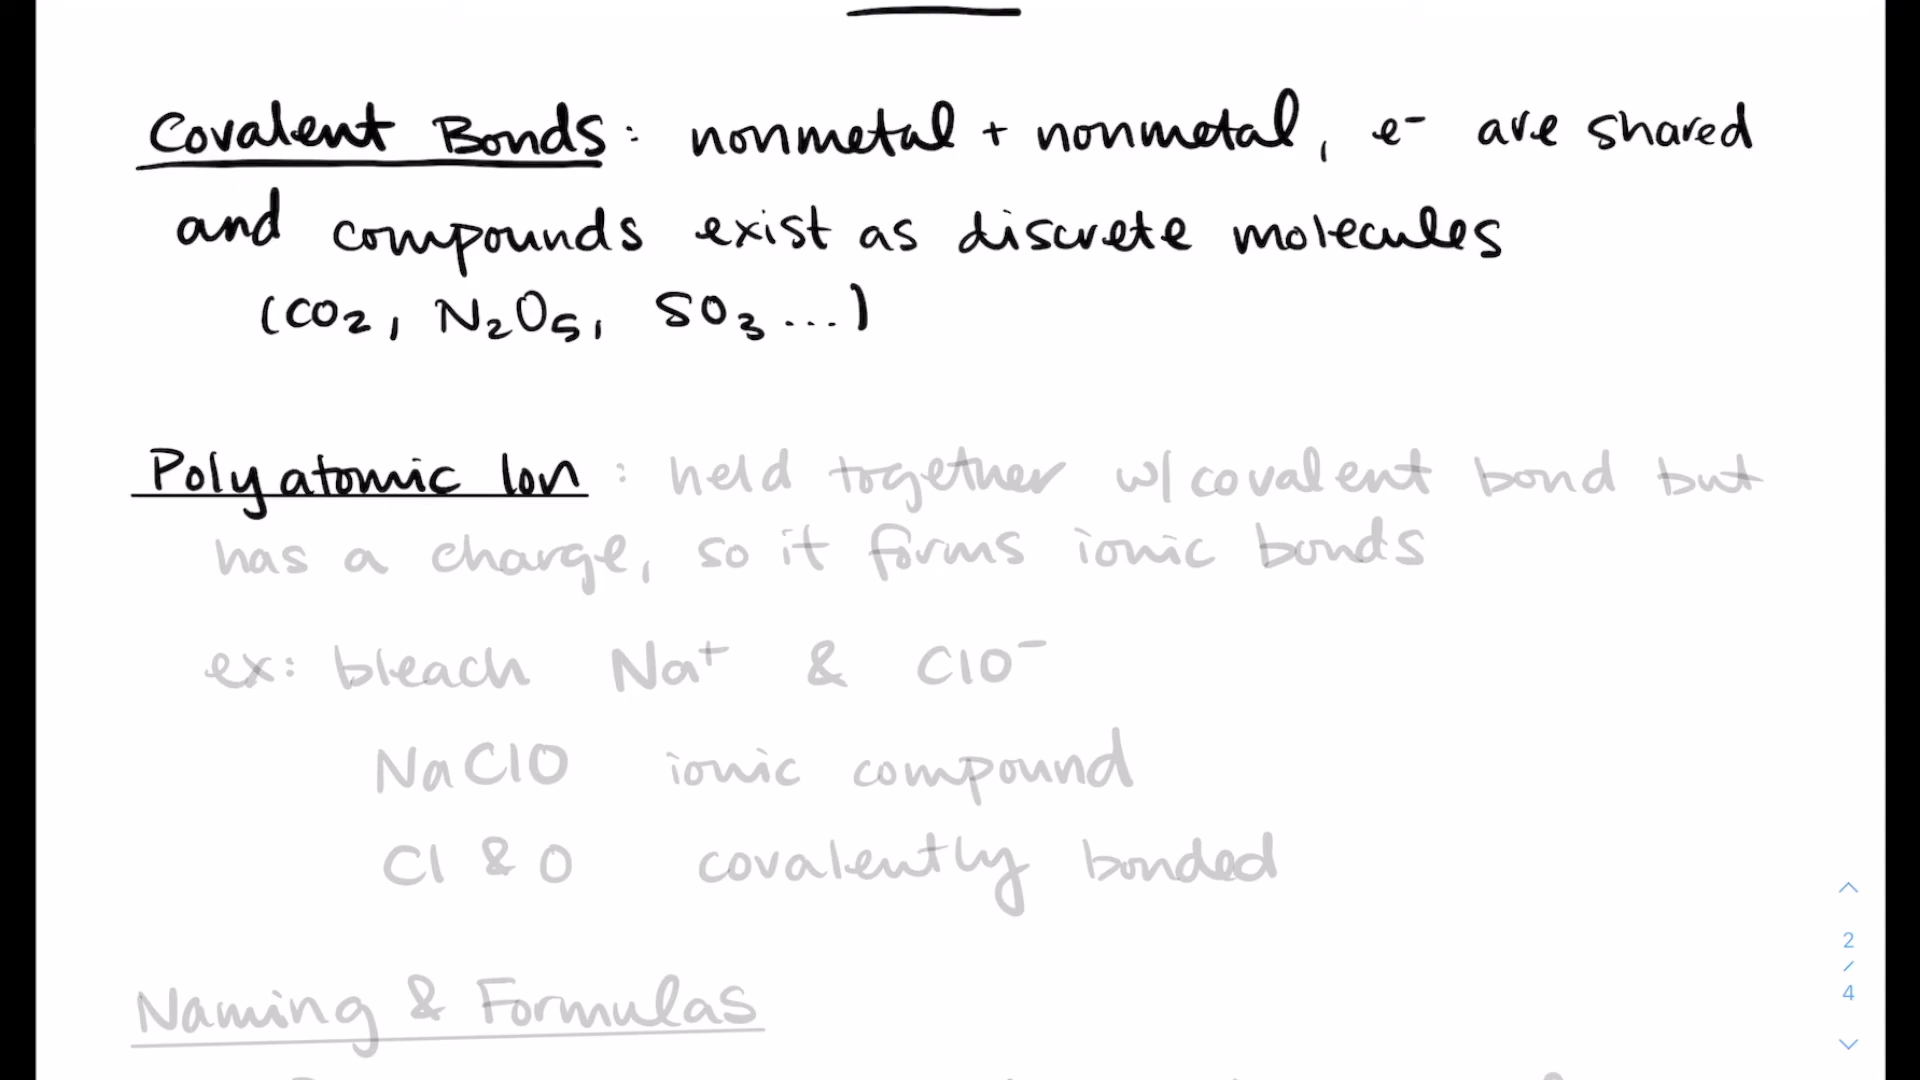 Covalent Bonds: nonmetal + nonmetal, e⁻ are shared
and compounds exist as discrete molecules
(CO₂, N₂O₅, SO₃ ...)
Polyatomic Ion : held together w/ covalent bond but
has a charge, so it forms ionic bonds
ex: bleach Na⁺ & ClO⁻
NaClO ionic compound
Cl & O covalently bonded
Naming & Formulas
2
/
4